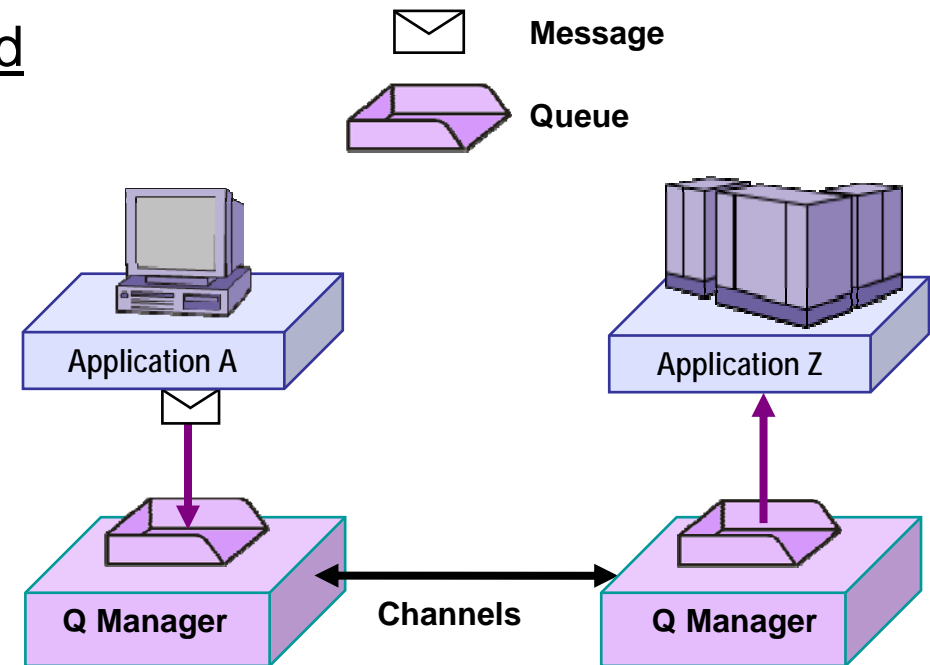 d
Message
Queue
Application A
Application Z
Q Manager
Channels
Q Manager